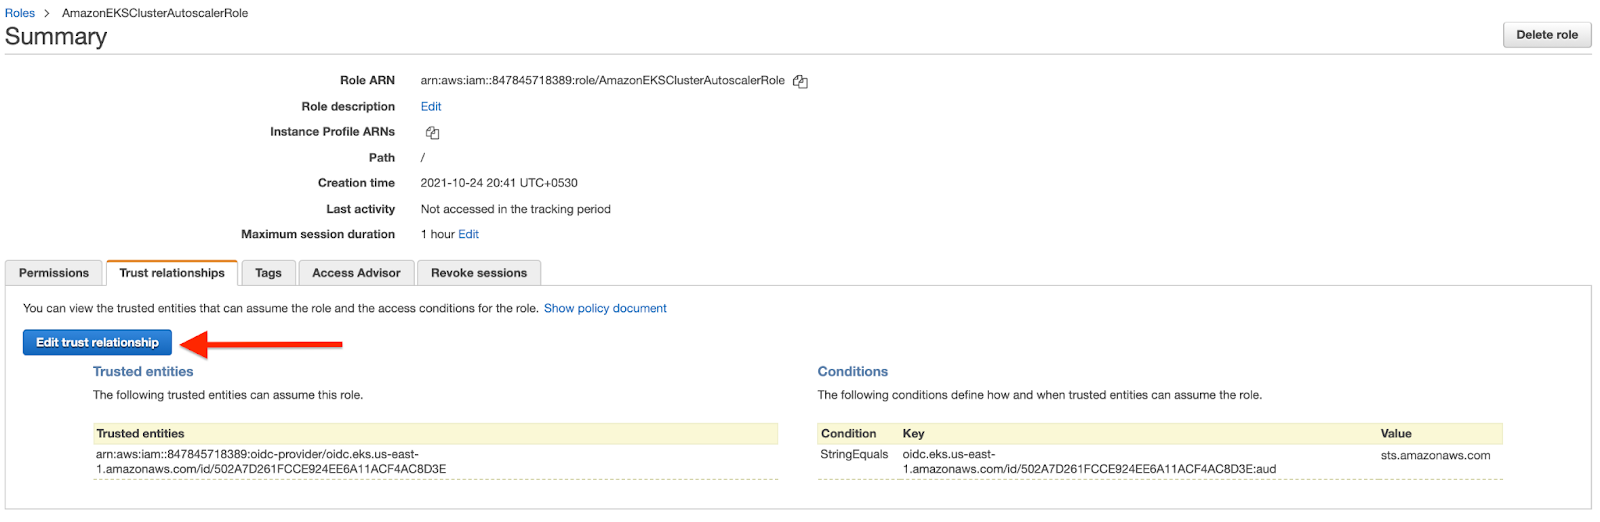 Roles > AmazonEKSClusterAutoscalerRole
Summary
Delete role
Role ARN arn:aws:iam::847845718389:role/AmazonEKSClusterAutoscalerRole
Role description Edit
Instance Profile ARNs
Path /
Creation time 2021-10-24 20:41 UTC+0530
Last activity Not accessed in the tracking period
Maximum session duration 1 hour Edit
Permissions Trust relationships Tags Access Advisor Revoke sessions
You can view the trusted entities that can assume the role and the access conditions for the role. Show policy document
Edit trust relationship
Trusted entities
The following trusted entities can assume this role.
Trusted entities
arn:aws:iam::847845718389:oidc-provider/oidc.eks.us-east-
1.amazonaws.com/id/502A7D261FCCE924EE6A11ACF4AC8D3E
Conditions
The following conditions define how and when trusted entities can assume the role.
Condition Key Value
StringEquals oidc.eks.us-east- sts.amazonaws.com
1.amazonaws.com/id/502A7D261FCCE924EE6A11ACF4AC8D3E:aud